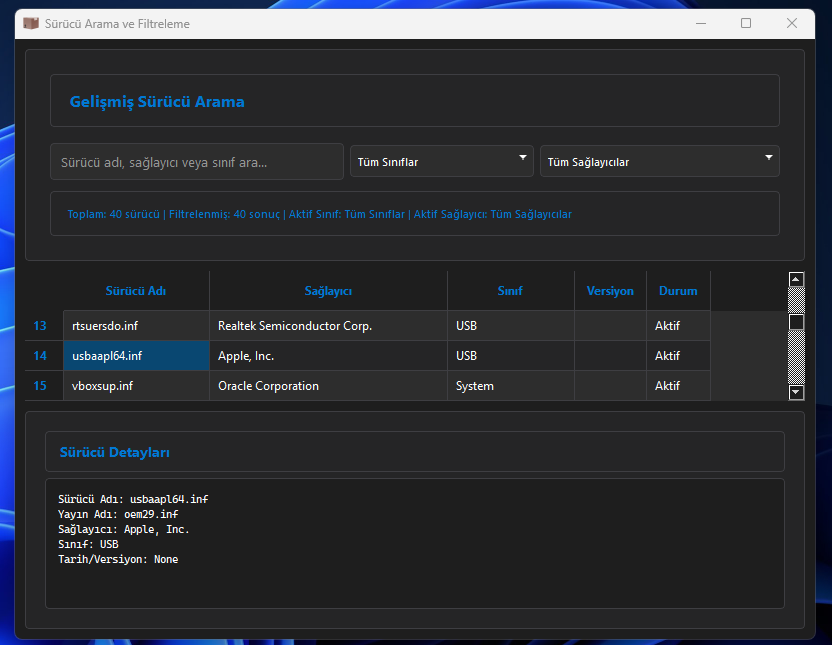 Sürücü Arama ve Filtreleme
Gelişmiş Sürücü Arama
Sürücü adı, sağlayıcı veya sınıf ara...
Tüm Sınıflar
Tüm Sağlayıcılar
Toplam: 40 sürücü | Filtrelenmiş: 40 sonuç | Aktif Sınıf: Tüm Sınıflar | Aktif Sağlayıcı: Tüm Sağlayıcılar
Sürücü Adı Sağlayıcı Sınıf Versiyon Durum
13 rtsuersdo.inf Realtek Semiconductor Corp. USB Aktif
14 usbaapl64.inf Apple, Inc. USB Aktif
15 vboxsup.inf Oracle Corporation System Aktif
Sürücü Detayları
Sürücü Adı: usbaapl64.inf
Yayın Adı: oem29.inf
Sağlayıcı: Apple, Inc.
Sınıf: USB
Tarih/Versiyon: None